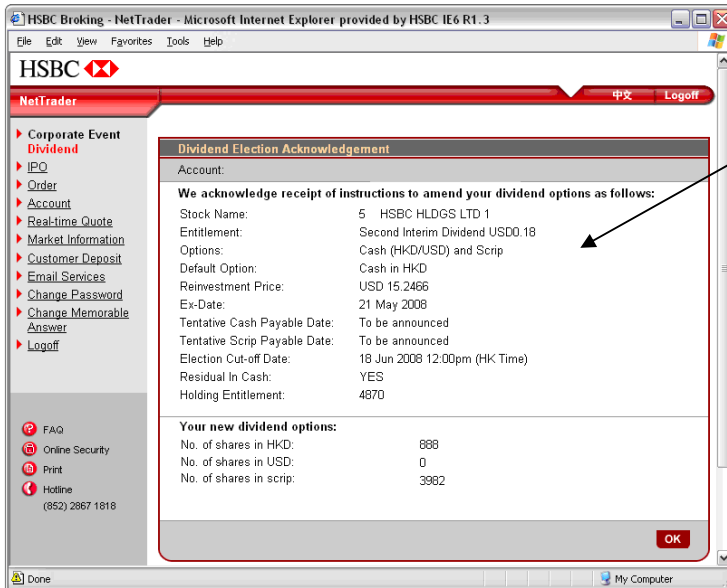 HSBC Broking - NetTrader - Microsoft Internet Explorer provided by HSBC IE6 R1.3
File Edit View Favorites Tools Help
HSBC
NetTrader
中文 Logoff
Corporate Event
Dividend
IPO
Order
Account
Real-time Quote
Market Information
Customer Deposit
Email Services
Change Password
Change Memorable
Answer
Logoff
FAQ
Online Security
Print
Hotline
(852) 2867 1818
Dividend Election Acknowledgement
Account:
We acknowledge receipt of instructions to amend your dividend options as follows:
Stock Name: 5 HSBC HLDGS LTD 1
Entitlement: Second Interim Dividend USD0.18
Options: Cash (HKD/USD) and Scrip
Default Option: Cash in HKD
Reinvestment Price: USD 15.2466
Ex-Date: 21 May 2008
Tentative Cash Payable Date: To be announced
Tentative Scrip Payable Date: To be announced
Election Cut-off Date: 18 Jun 2008 12:00pm (HK Time)
Residual In Cash: YES
Holding Entitlement: 4870
Your new dividend options:
No. of shares in HKD: 888
No. of shares in USD: 0
No. of shares in scrip: 3982
OK
Done My Computer